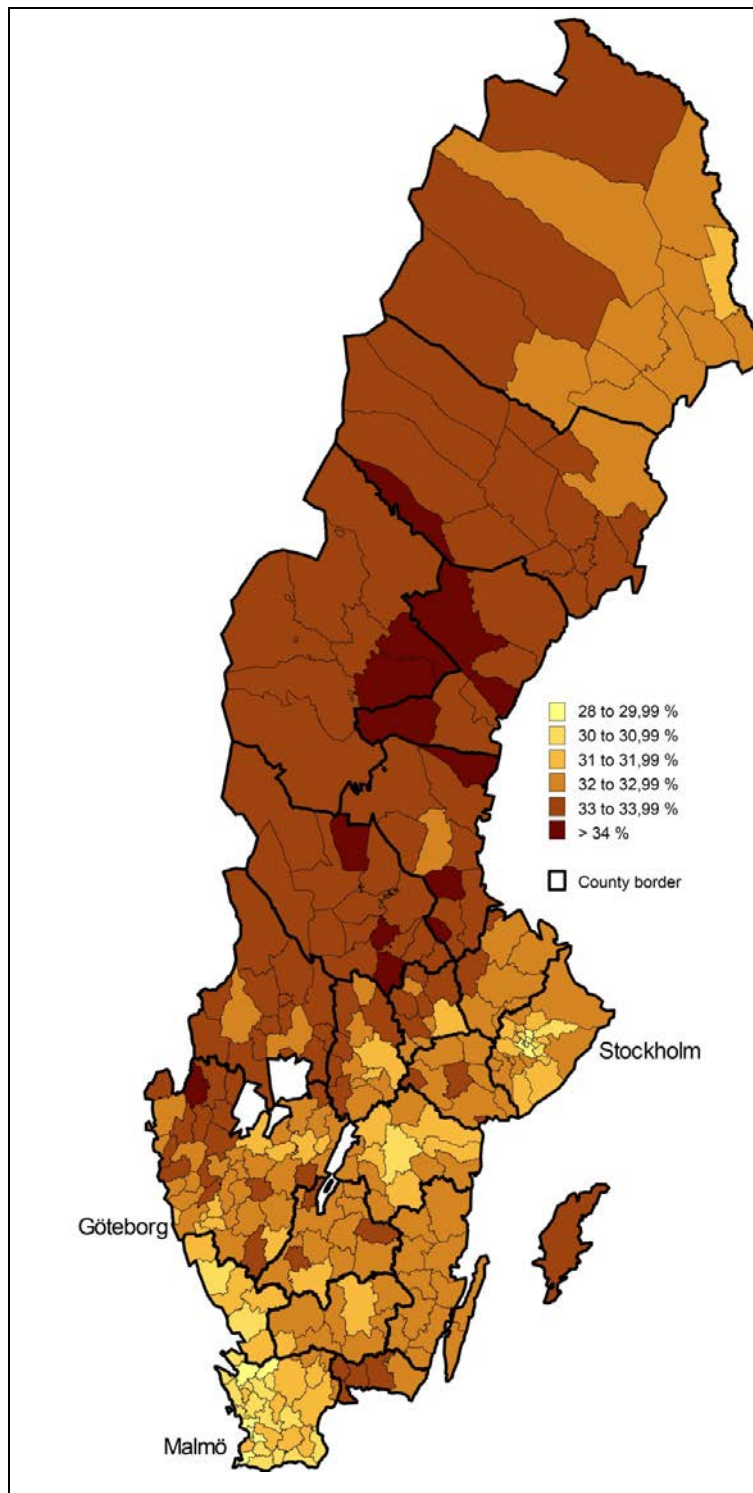 28 to 29,99 %
30 to 30,99 %
31 to 31,99 %
32 to 32,99 %
33 to 33,99 %
> 34 %
County border
Stockholm
Göteborg
Malmö